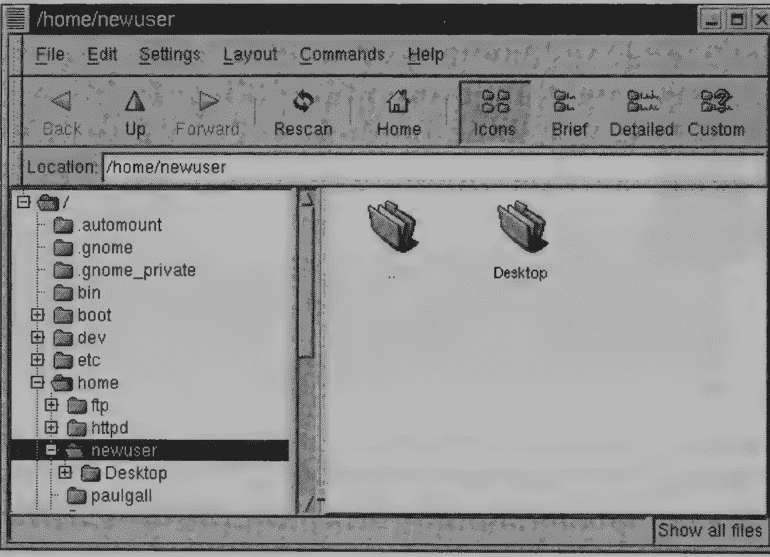 /home/newuser
File Edit Settings Layout Commands Help
Back Up Forward Rescan Home Icons Brief Detailed Custom
Location: /home/newuser
/
.automount
.gnome
.gnome_private
bin
boot
dev
etc
home
ftp
httpd
newuser
Desktop
paulgall
..
Desktop
Show all files